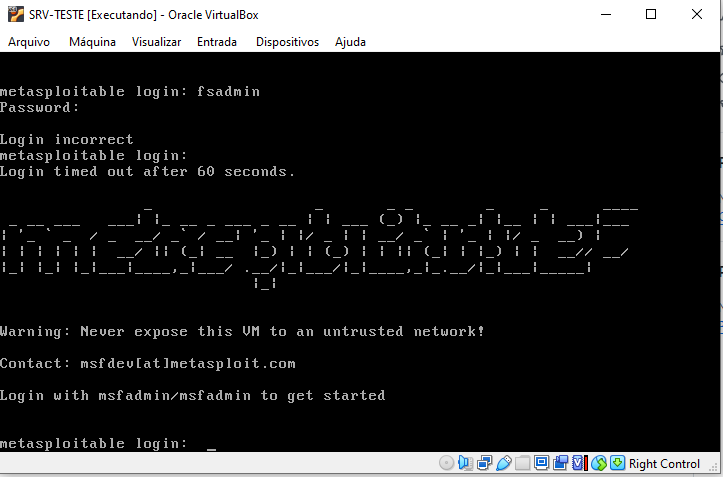 SRV-TESTE [Executando] - Oracle VirtualBox
Arquivo Máquina Visualizar Entrada Dispositivos Ajuda
metasploitable login: fsadmin
Password:
Login incorrect
metasploitable login:
Login timed out after 60 seconds.
metasploitable2
Warning: Never expose this VM to an untrusted network!
Contact: msfdev[at]metasploit.com
Login with msfadmin/msfadmin to get started
metasploitable login: _
Right Control